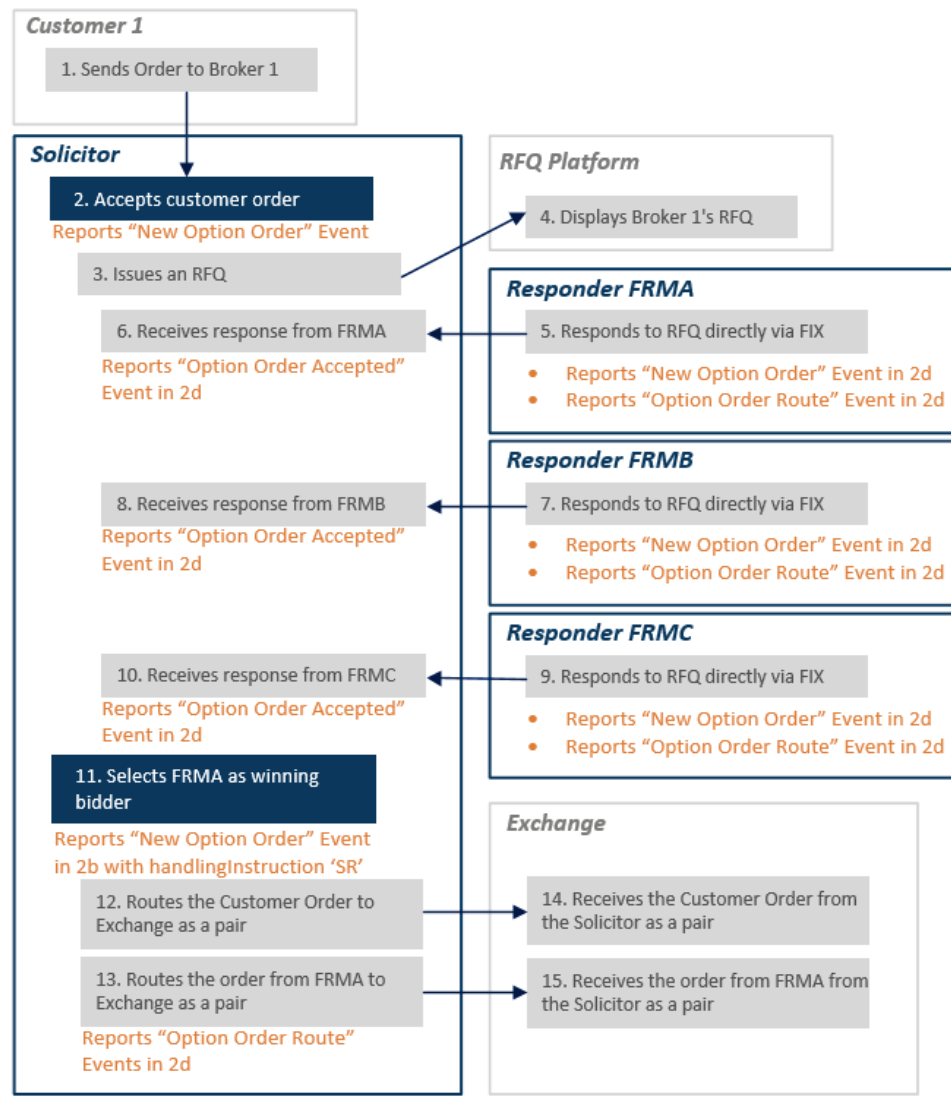 Customer 1
1. Sends Order to Broker 1
Solicitor
2. Accepts customer order
Reports “New Option Order” Event
3. Issues an RFQ
RFQ Platform
4. Displays Broker 1's RFQ
Responder FRMA
5. Responds to RFQ directly via FIX
• Reports “New Option Order” Event in 2d
• Reports “Option Order Route” Event in 2d
6. Receives response from FRMA
Reports “Option Order Accepted”
Event in 2d
Responder FRMB
7. Responds to RFQ directly via FIX
• Reports “New Option Order” Event in 2d
• Reports “Option Order Route” Event in 2d
8. Receives response from FRMB
Reports “Option Order Accepted”
Event in 2d
Responder FRMC
9. Responds to RFQ directly via FIX
• Reports “New Option Order” Event in 2d
• Reports “Option Order Route” Event in 2d
10. Receives response from FRMC
Reports “Option Order Accepted”
Event in 2d
11. Selects FRMA as winning
bidder
Reports “New Option Order” Event
in 2b with handlingInstruction ‘SR’
12. Routes the Customer Order to
Exchange as a pair
13. Routes the order from FRMA to
Exchange as a pair
Reports “Option Order Route”
Events in 2d
Exchange
14. Receives the Customer Order from
the Solicitor as a pair
15. Receives the order from FRMA from
the Solicitor as a pair